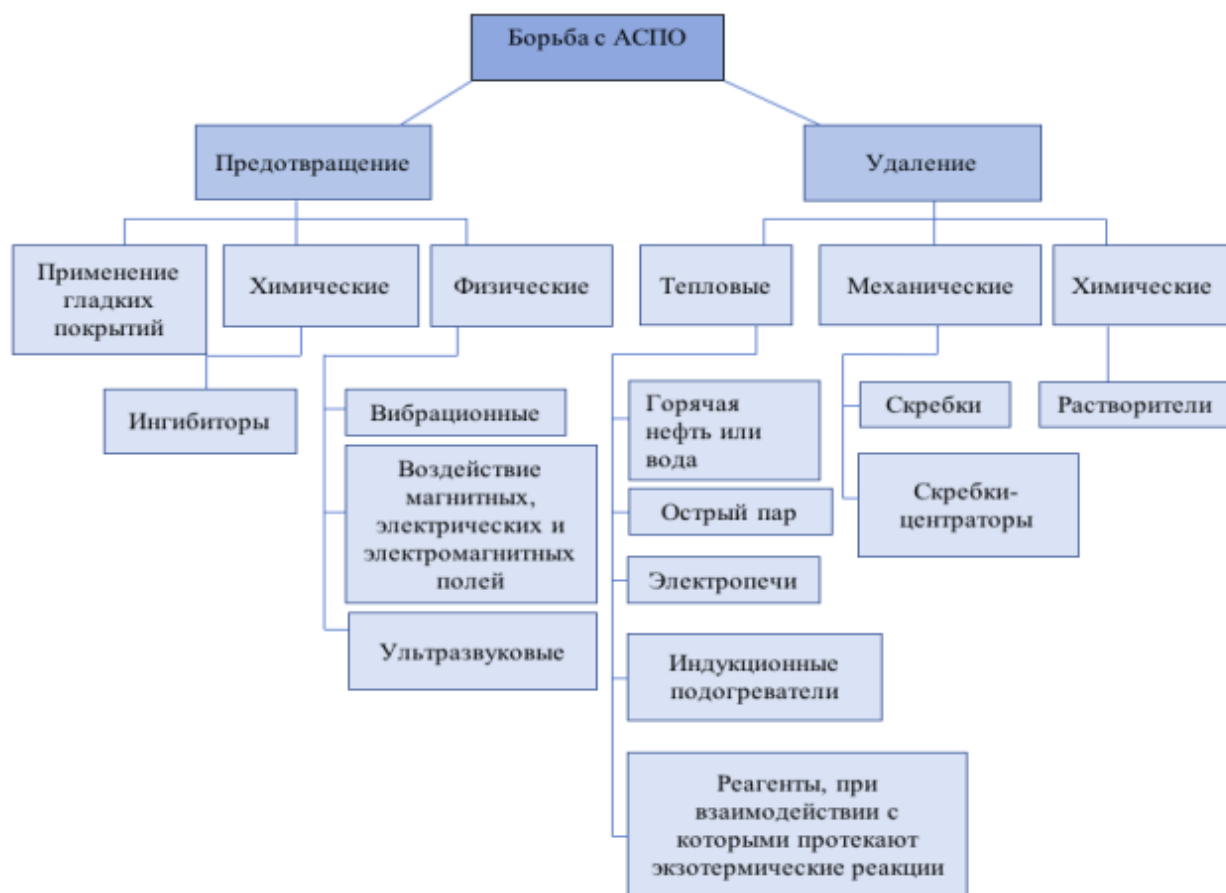 Борьба с АСПО
Предотвращение
Удаление
Применение
гладких
покрытий
Химические
Физические
Тепловые
Механические
Химические
Ингибиторы
Вибрационные
Воздействие
магнитных,
электрических и
электромагнитных
полей
Ультразвуковые
Горячая
нефть или
вода
Острый пар
Электропечи
Индукционные
подогреватели
Реагенты, при
взаимодействии с
которыми протекают
экзотермические реакции
Скребки
Скребки-
центраторы
Растворители